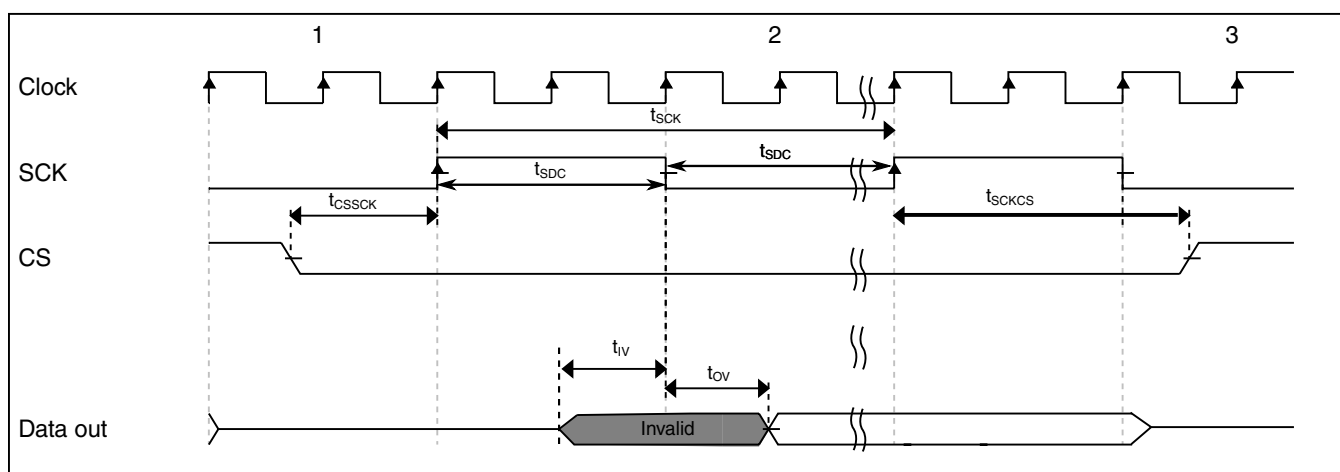 1 2 3
Clock
tSCK
SCK
tSDC
tSDC
tCSSCK
tSCKCS
CS
tIV
tOV
Data out
Invalid